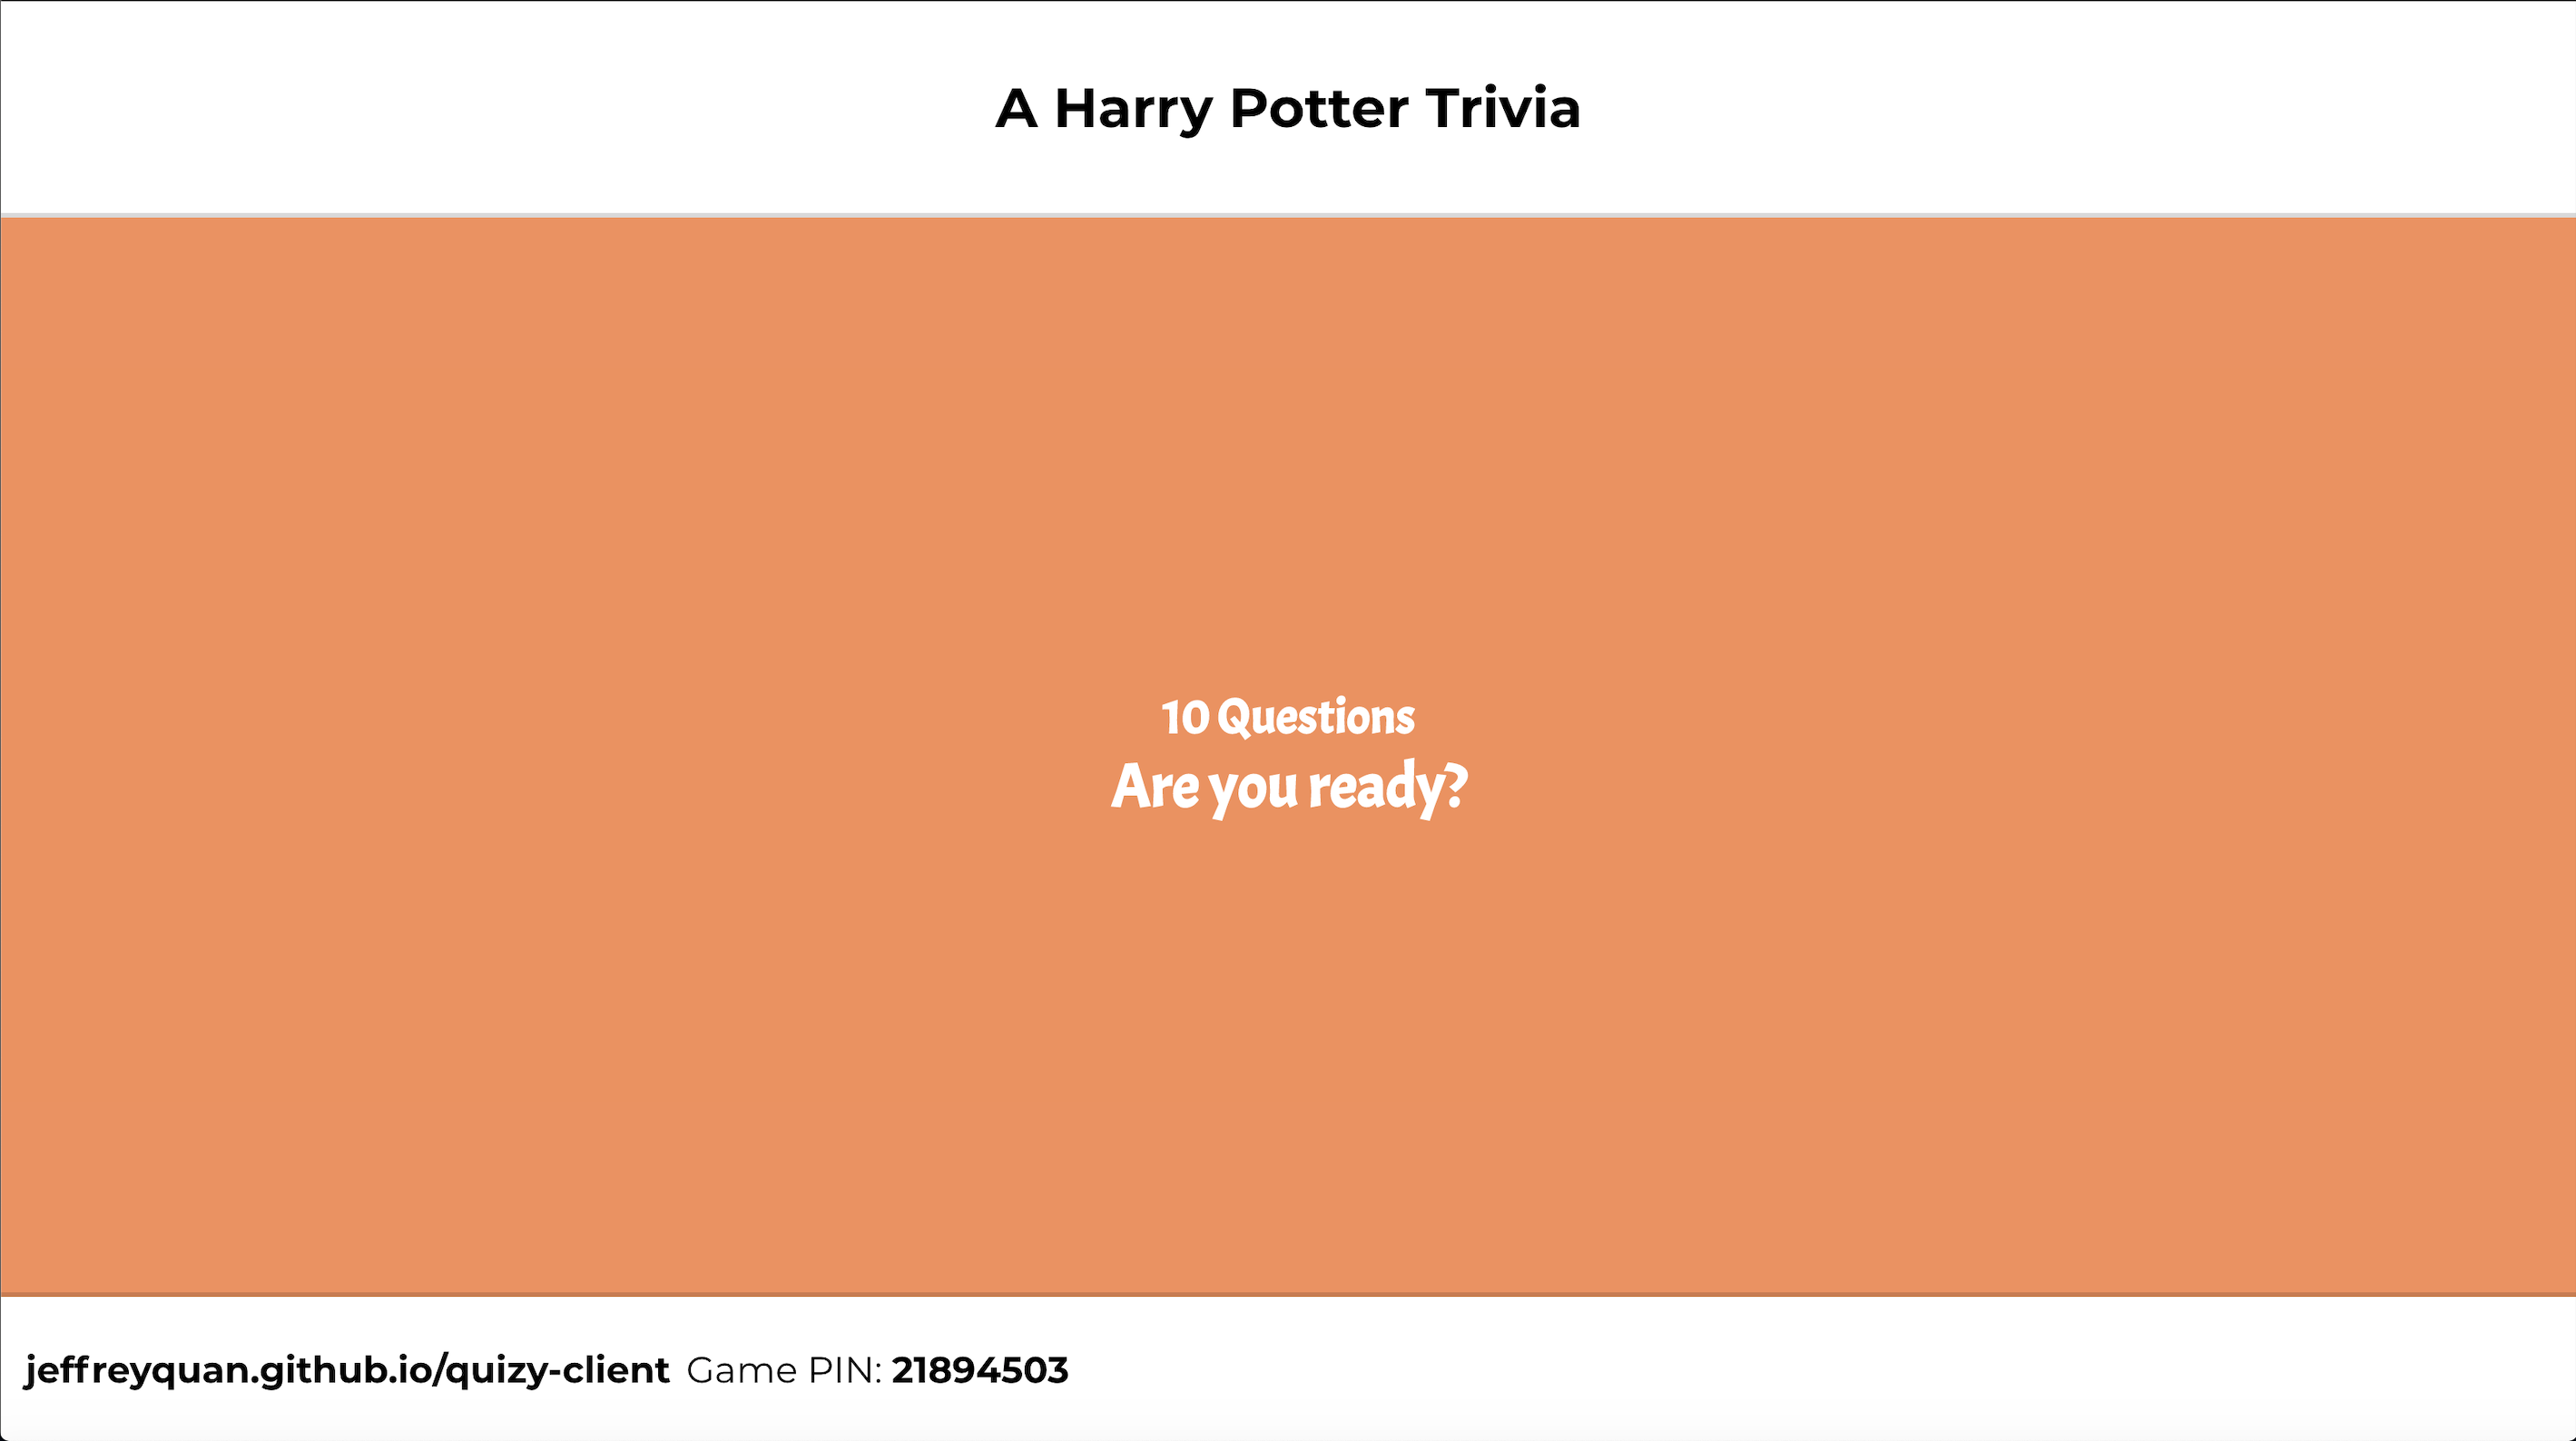 A Harry Potter Trivia
10 Questions
Are you ready?
jeffreyquan.github.io/quizy-client Game PIN: 21894503